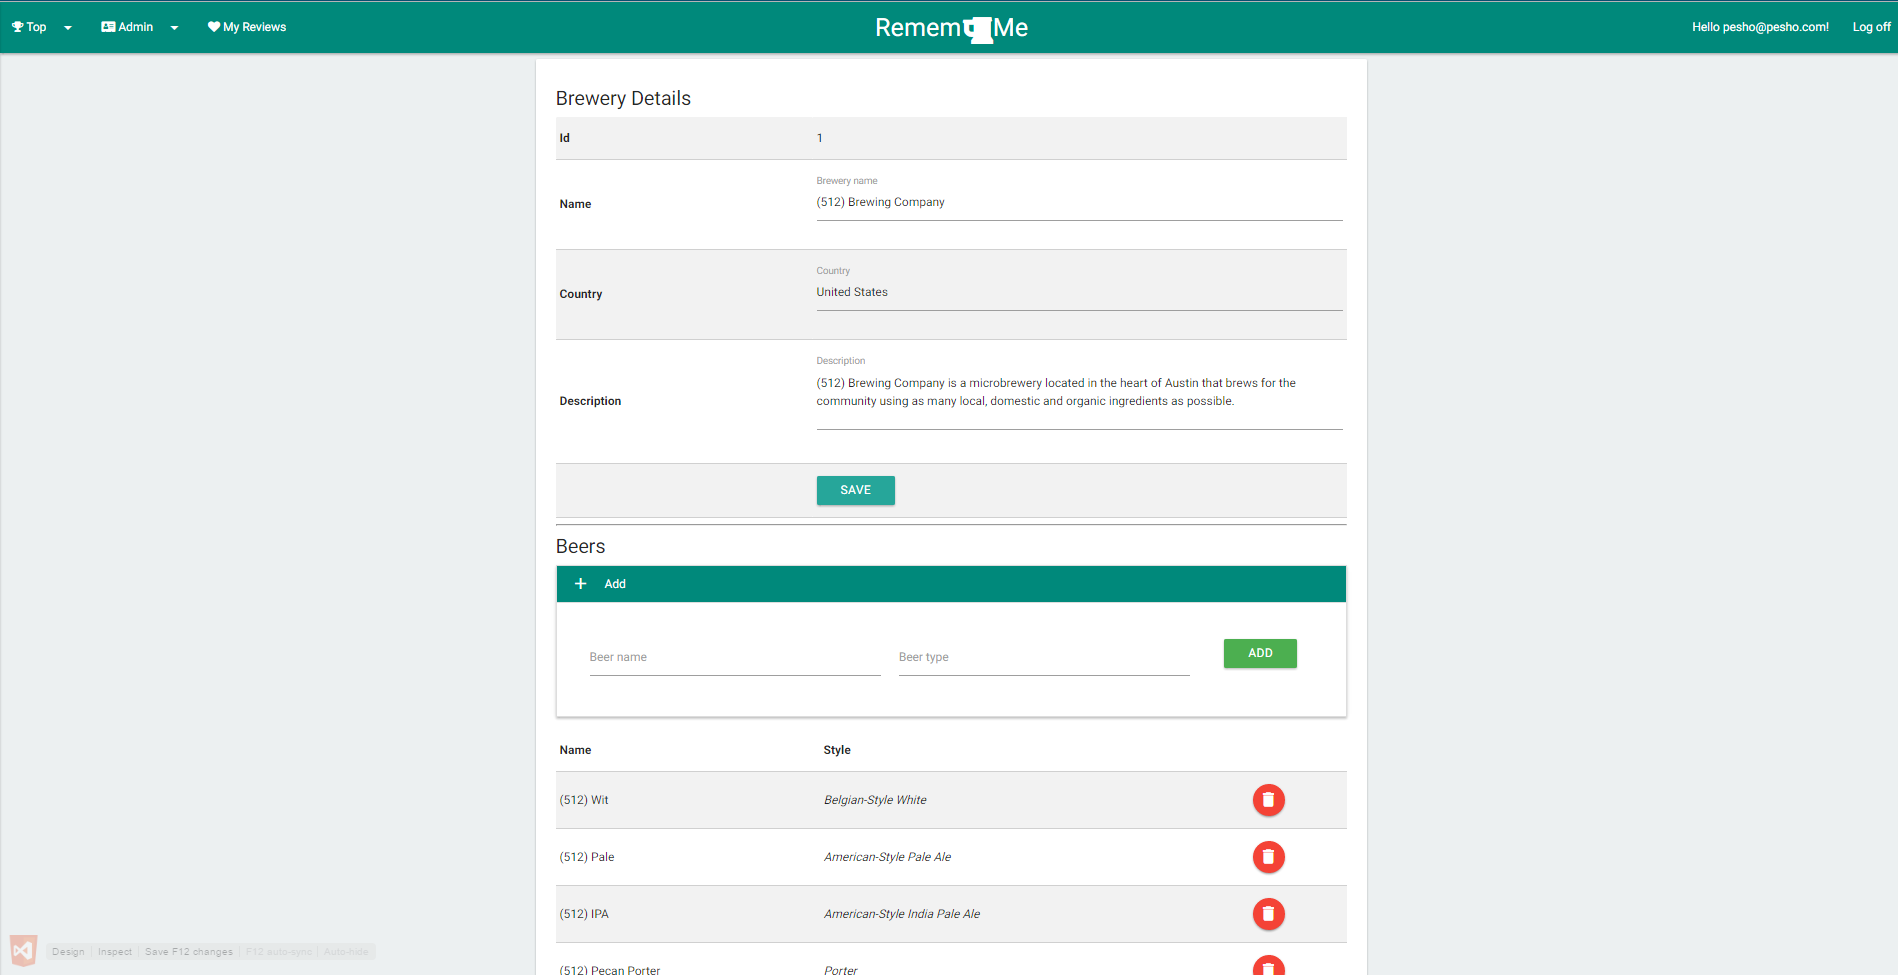 Top
Admin
My Reviews
Remem Me
Hello pesho@pesho.com!
Log off
Brewery Details
Id
1
Name
Brewery name
(512) Brewing Company
Country
Country
United States
Description
Description
(512) Brewing Company is a microbrewery located in the heart of Austin that brews for the
community using as many local, domestic and organic ingredients as possible.
SAVE
Beers
+ Add
Beer name
Beer type
ADD
Name
Style
(512) Wit
Belgian-Style White
(512) Pale
American-Style Pale Ale
(512) IPA
American-Style India Pale Ale
(512) Pecan Porter
Porter
Design | Inspect | Save F12 changes | F12 auto-sync | Auto-hide